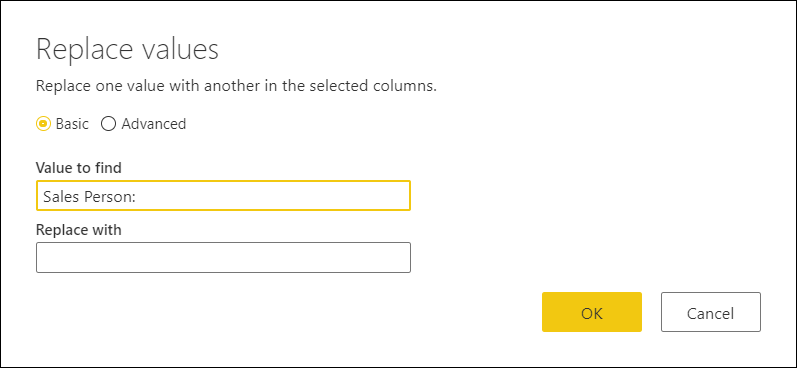 Replace values
Replace one value with another in the selected columns.
Basic Advanced
Value to find
Sales Person:
Replace with
OK Cancel